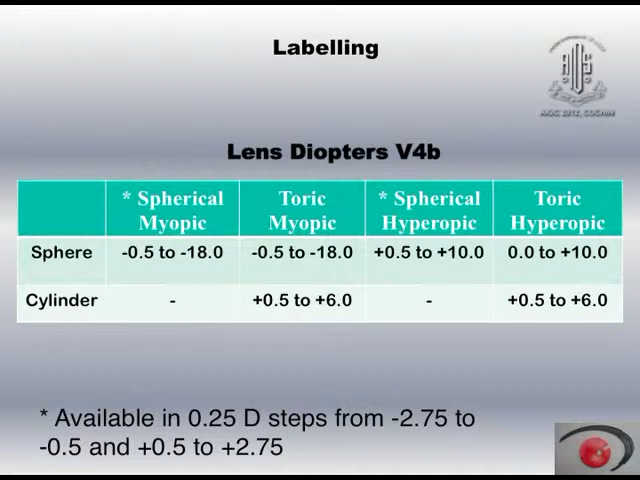 Labelling
AIOC 2012, COCHIN
Lens Diopters V4b
* Spherical Myopic	Toric Myopic	* Spherical Hyperopic	Toric Hyperopic
Sphere	-0.5 to -18.0	-0.5 to -18.0	+0.5 to +10.0	0.0 to +10.0
Cylinder	-	+0.5 to +6.0	-	+0.5 to +6.0
* Available in 0.25 D steps from -2.75 to
-0.5 and +0.5 to +2.75